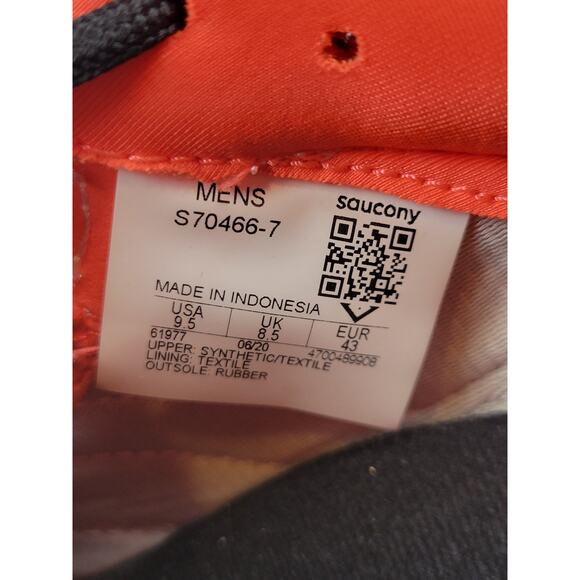 MENS
S70466-7
saucony
MADE IN INDONESIA
USA UK EUR
9.5 8.5 43
61977 06/20 4700489908
UPPER: SYNTHETIC/TEXTILE
LINING: TEXTILE
OUTSOLE: RUBBER